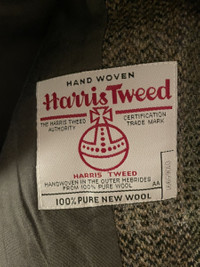 HAND WOVEN
Harris Tweed
THE HARRIS TWEED AUTHORITY
CERTIFICATION TRADE MARK
HARRIS TWEED
HANDWOVEN IN THE OUTER HEBRIDES
FROM 100% PURE WOOL
AA
100% PURE NEW WOOL